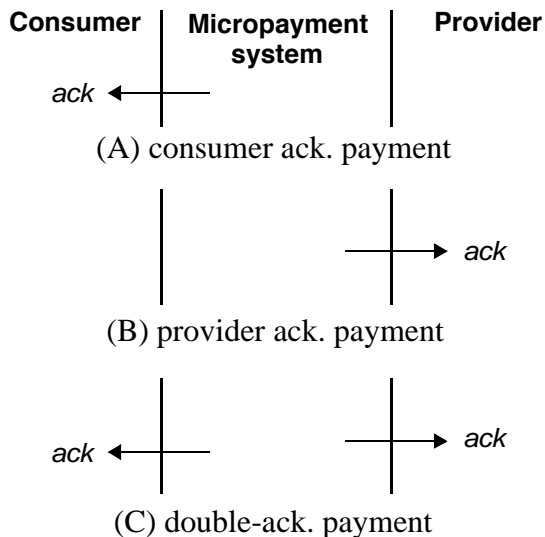 Consumer Micropayment system Provider
ack
(A) consumer ack. payment
ack
(B) provider ack. payment
ack ack
(C) double-ack. payment